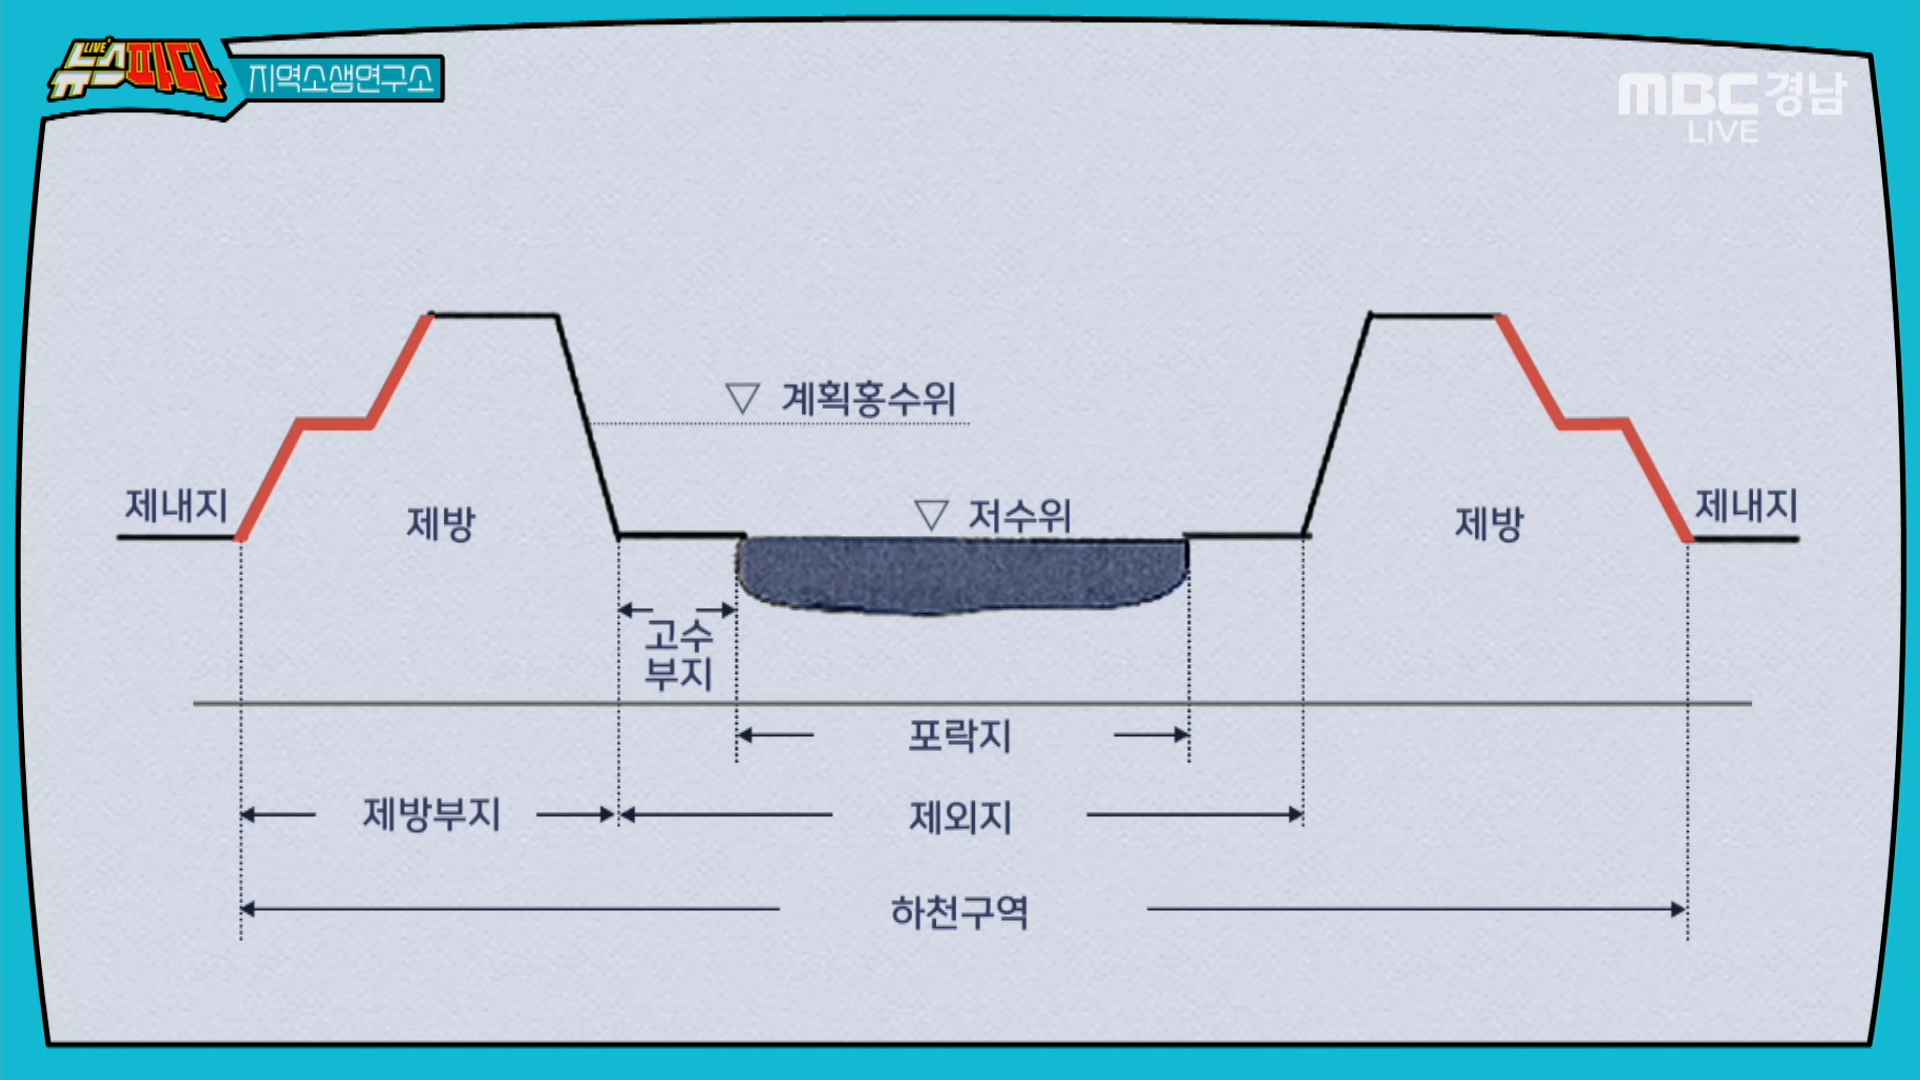 LIVE
뉴스파다
지역소생연구소
MBC경남
LIVE
▽ 계획홍수위
제내지
제방
▽ 저수위
제방
제내지
고수
부지
포락지
제방부지
제외지
하천구역